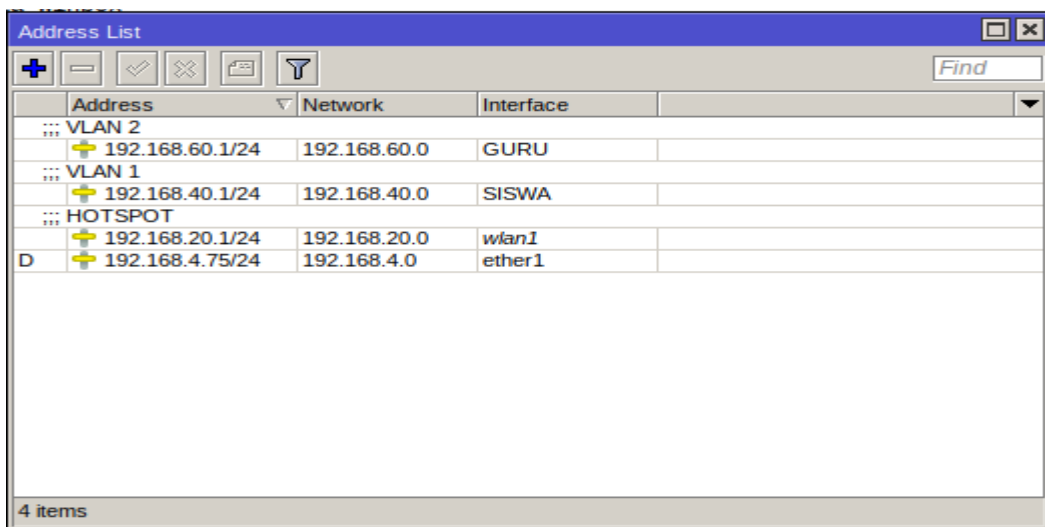 Address List
Find
Address Network Interface
;;; VLAN 2
192.168.60.1/24 192.168.60.0 GURU
;;; VLAN 1
192.168.40.1/24 192.168.40.0 SISWA
;;; HOTSPOT
192.168.20.1/24 192.168.20.0 wlan1
D 192.168.4.75/24 192.168.4.0 ether1
4 items